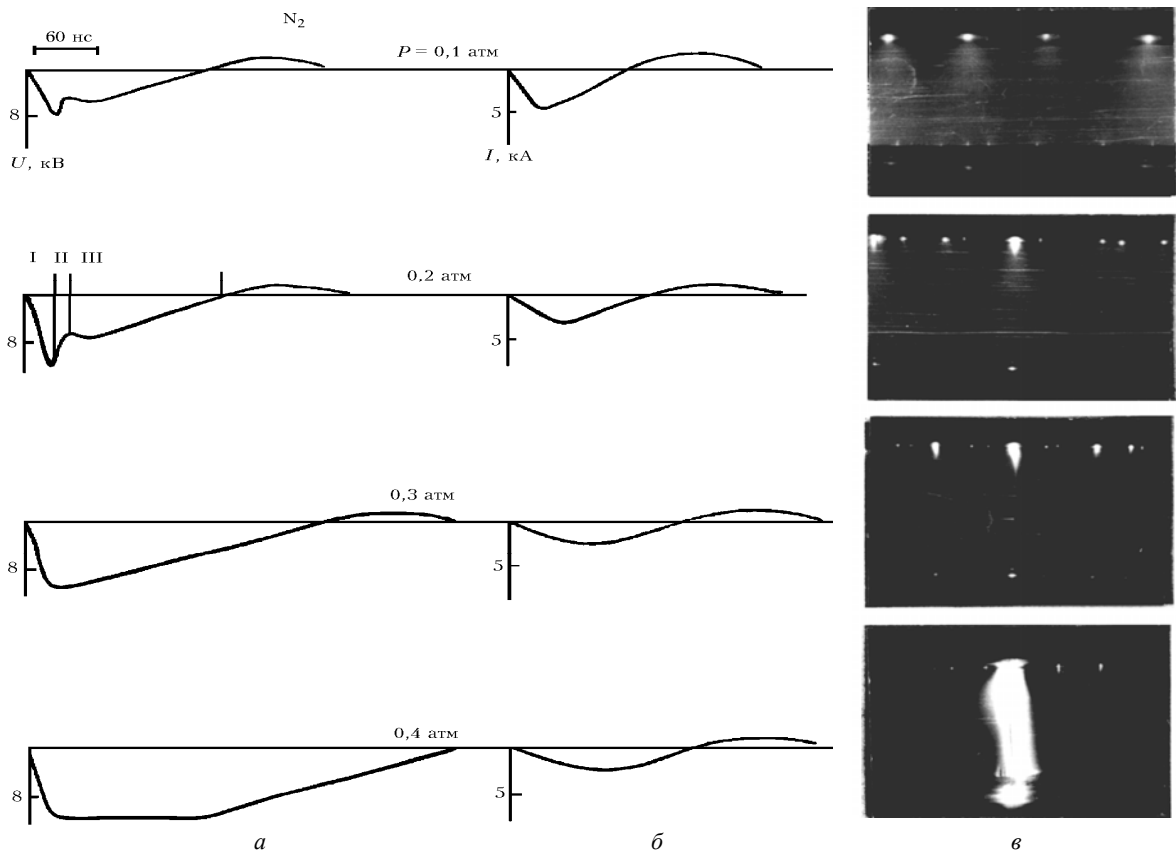 N₂
60 нс
P = 0,1 атм
8
5
U, кВ
I, кА
I II III
0,2 атм
8
5
0,3 атм
8
5
0,4 атм
8
5
а б в